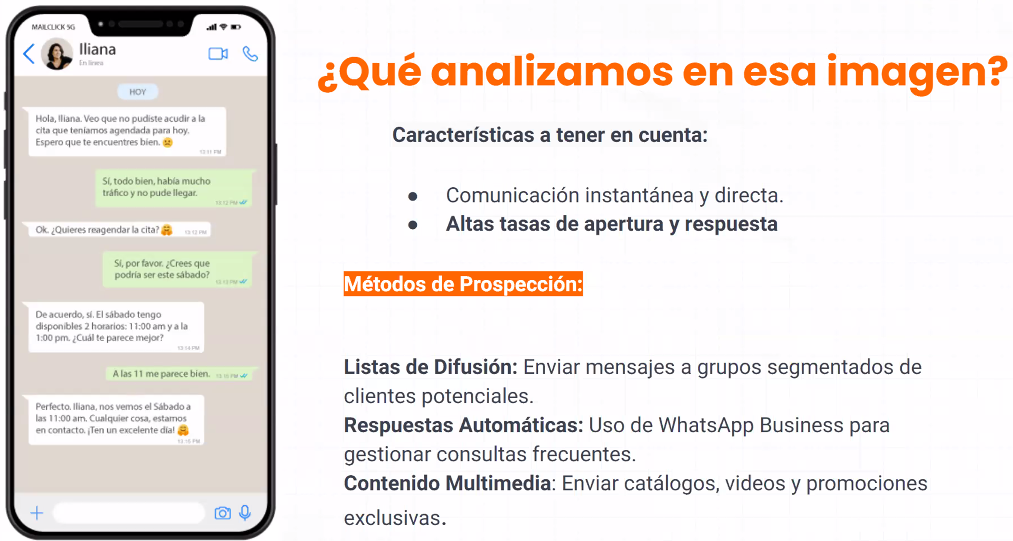 MAILCLICK 5G
Iliana
En línea
HOY
Hola, Iliana. Veo que no pudiste acudir a la
cita que teníamos agendada para hoy.
Espero que te encuentres bien. 😕
13:11 PM
Sí, todo bien, había mucho
tráfico y no pude llegar.
13:12 PM
Ok. ¿Quieres reagendar la cita? 🤗
13:12 PM
Sí, por favor. ¿Crees que
podría ser este sábado?
13:13 PM
De acuerdo, sí. El sábado tengo
disponibles 2 horarios: 11:00 am y a la
1:00 pm. ¿Cuál te parece mejor?
13:14 PM
A las 11 me parece bien.
13:15 PM
Perfecto, Iliana, nos vemos el Sábado a
las 11:00 am. Cualquier cosa, estamos
en contacto. ¡Ten un excelente día! 🤗
13:15 PM
¿Qué analizamos en esa imagen?
Características a tener en cuenta:
● Comunicación instantánea y directa.
● Altas tasas de apertura y respuesta
Métodos de Prospección:
Listas de Difusión: Enviar mensajes a grupos segmentados de
clientes potenciales.
Respuestas Automáticas: Uso de WhatsApp Business para
gestionar consultas frecuentes.
Contenido Multimedia: Enviar catálogos, videos y promociones
exclusivas.